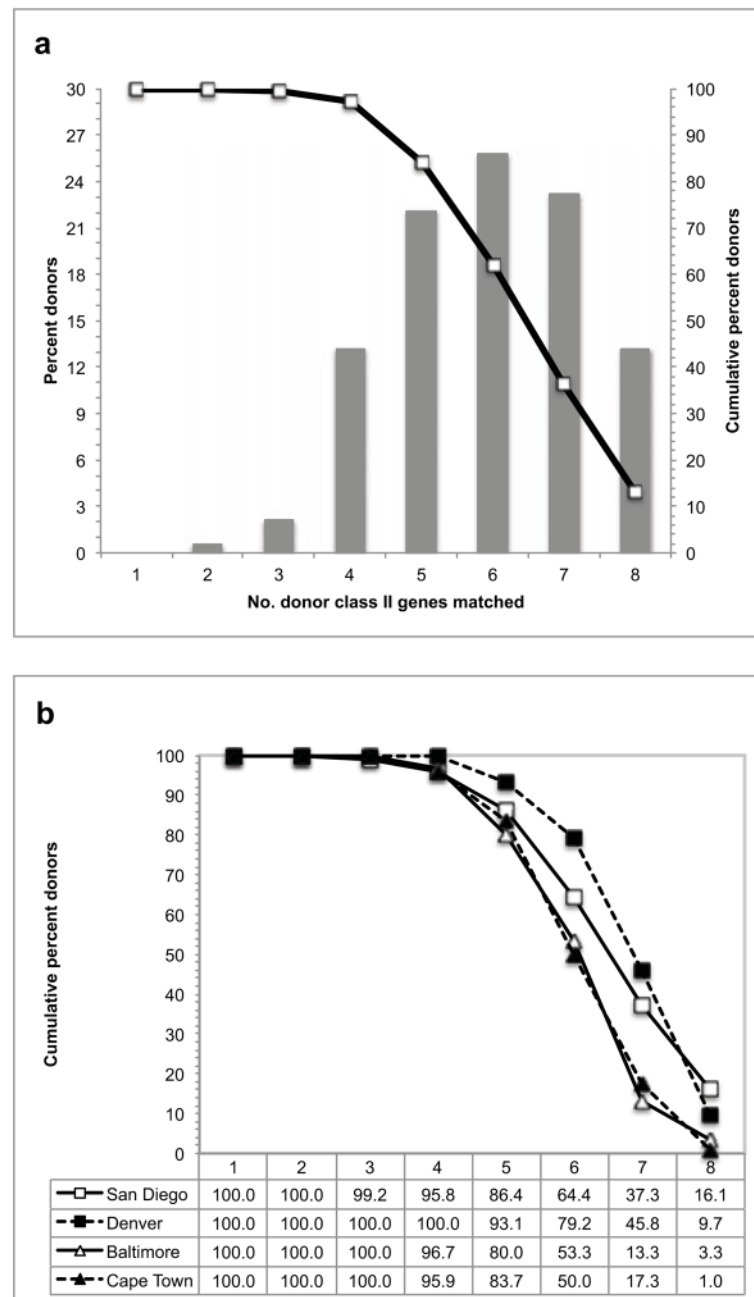 a
30
27
24
21
18
15
12
9
6
3
0
Percent donors
100
90
80
70
60
50
40
30
20
10
0
Cumulative percent donors
1 2 3 4 5 6 7 8
No. donor class II genes matched
b
100
90
80
70
60
50
40
30
20
10
0
Cumulative percent donors
1 2 3 4 5 6 7 8
San Diego 100.0 100.0 99.2 95.8 86.4 64.4 37.3 16.1
Denver 100.0 100.0 100.0 100.0 93.1 79.2 45.8 9.7
Baltimore 100.0 100.0 100.0 96.7 80.0 53.3 13.3 3.3
Cape Town 100.0 100.0 100.0 95.9 83.7 50.0 17.3 1.0